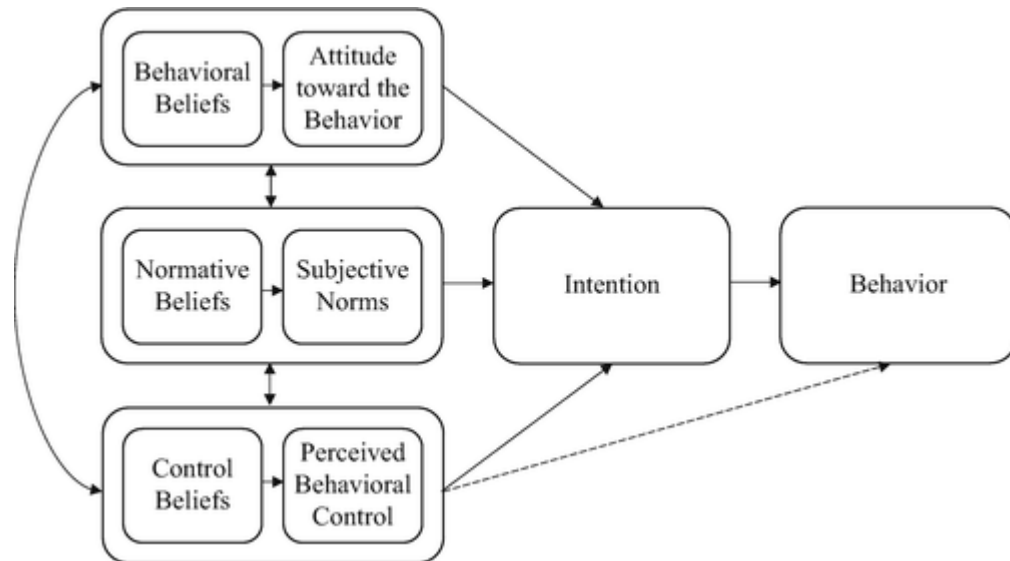 Behavioral
Beliefs
Attitude
toward the
Behavior
Normative
Beliefs
Subjective
Norms
Intention
Behavior
Control
Beliefs
Perceived
Behavioral
Control